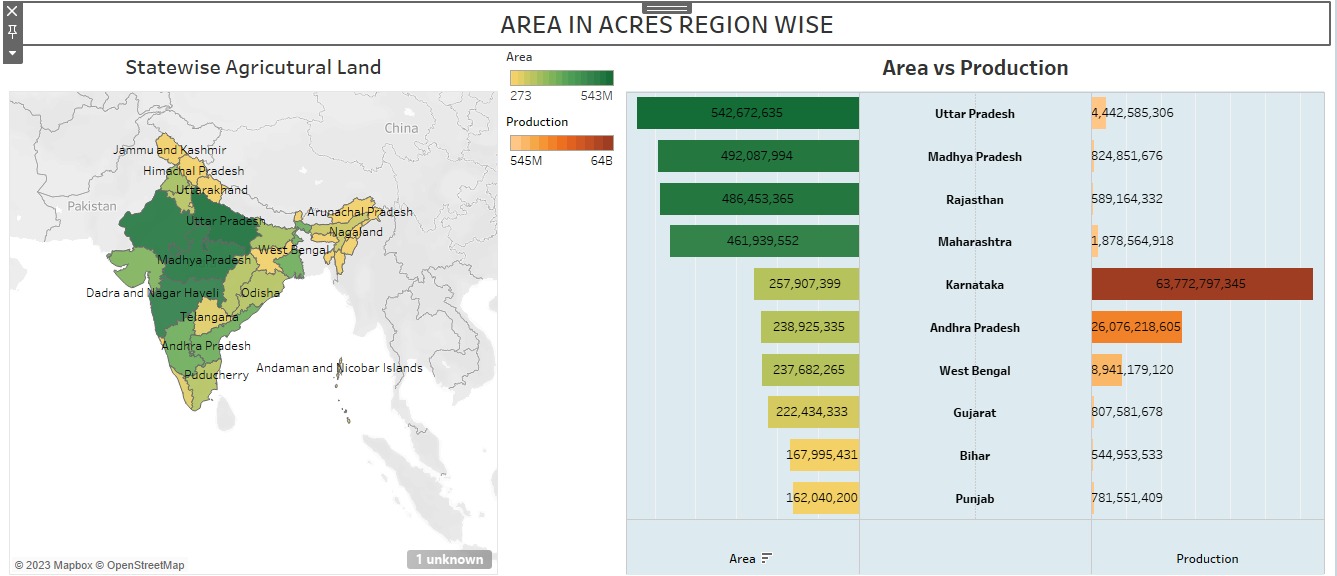 AREA IN ACRES REGION WISE
Statewise Agricutural Land
China
Jammu and Kashmir
Himachal Pradesh
Uttarakhand
Pakistan
Arunachal Pradesh
Uttar Pradesh
Nagaland
West Bengal
Madhya Pradesh
Dadra and Nagar Haveli
Odisha
Telangana
Andhra Pradesh
Andaman and Nicobar Islands
Puducherry
© 2023 Mapbox © OpenStreetMap
1 unknown
Area
273 543M
Production
545M 64B
Area vs Production
542,672,635 Uttar Pradesh 4,442,585,306
492,087,994 Madhya Pradesh 824,851,676
486,453,365 Rajasthan 589,164,332
461,939,552 Maharashtra 1,878,564,918
257,907,399 Karnataka 63,772,797,345
238,925,335 Andhra Pradesh 26,076,218,605
237,682,265 West Bengal 8,941,179,120
222,434,333 Gujarat 807,581,678
167,995,431 Bihar 544,953,533
162,040,200 Punjab 781,551,409
Area Production